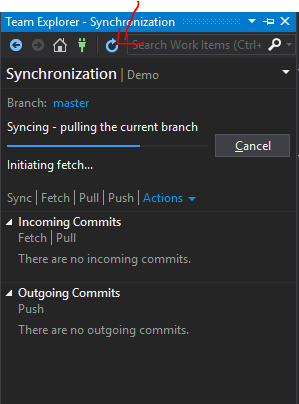 Team Explorer - Synchronization
Search Work Items (Ctrl+
Synchronization | Demo
Branch: master
Syncing - pulling the current branch
Cancel
Initiating fetch...
Sync | Fetch | Pull | Push | Actions
Incoming Commits
Fetch | Pull
There are no incoming commits.
Outgoing Commits
Push
There are no outgoing commits.